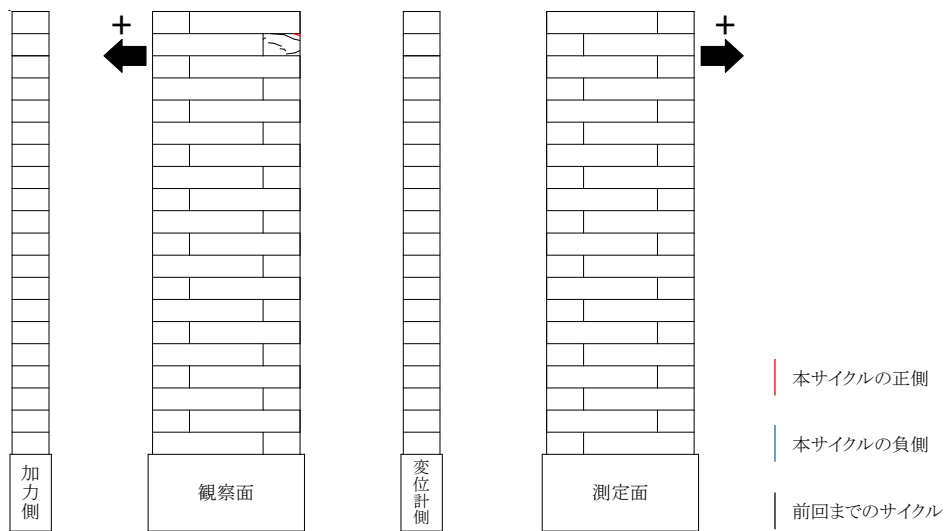 +
+
加力側
観察面
変位計側
測定面
本サイクルの正側
本サイクルの負側
前回までのサイクル